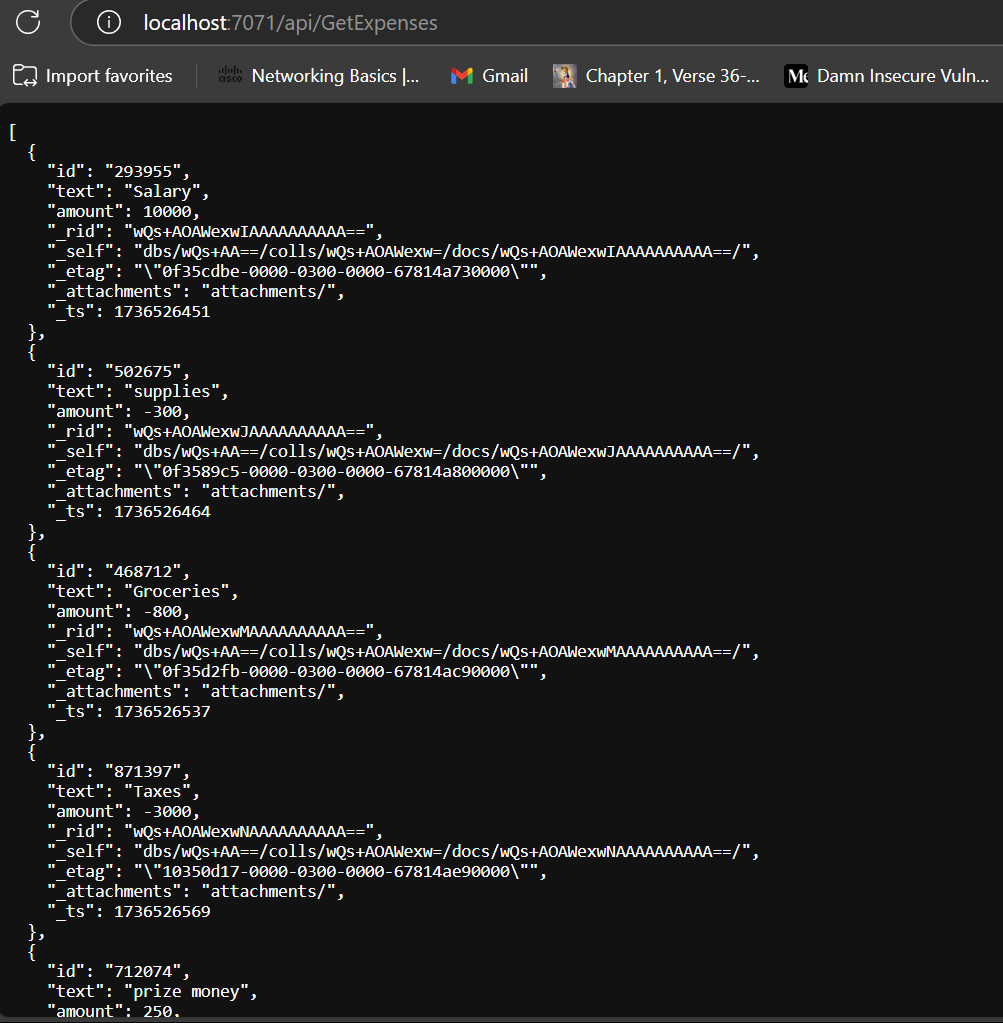 localhost:7071/api/GetExpenses
Import favorites
cisco
Networking Basics |...
Gmail
Chapter 1, Verse 36-...
Damn Insecure Vuln...
[
  {
    "id": "293955",
    "text": "Salary",
    "amount": 10000,
    "_rid": "wQs+AOAWexwIAAAAAAAAAA==",
    "_self": "dbs/wQs+AA==/colls/wQs+AOAWexw=/docs/wQs+AOAWexwIAAAAAAAAAA==/",
    "_etag": "\"0f35cdbe-0000-0300-0000-67814a730000\"",
    "_attachments": "attachments/",
    "_ts": 1736526451
  },
  {
    "id": "502675",
    "text": "supplies",
    "amount": -300,
    "_rid": "wQs+AOAWexwJAAAAAAAAAA==",
    "_self": "dbs/wQs+AA==/colls/wQs+AOAWexw=/docs/wQs+AOAWexwJAAAAAAAAAA==/",
    "_etag": "\"0f3589c5-0000-0300-0000-67814a800000\"",
    "_attachments": "attachments/",
    "_ts": 1736526464
  },
  {
    "id": "468712",
    "text": "Groceries",
    "amount": -800,
    "_rid": "wQs+AOAWexwMAAAAAAAAAA==",
    "_self": "dbs/wQs+AA==/colls/wQs+AOAWexw=/docs/wQs+AOAWexwMAAAAAAAAAA==/",
    "_etag": "\"0f35d2fb-0000-0300-0000-67814ac90000\"",
    "_attachments": "attachments/",
    "_ts": 1736526537
  },
  {
    "id": "871397",
    "text": "Taxes",
    "amount": -3000,
    "_rid": "wQs+AOAWexwNAAAAAAAAAA==",
    "_self": "dbs/wQs+AA==/colls/wQs+AOAWexw=/docs/wQs+AOAWexwNAAAAAAAAAA==/",
    "_etag": "\"10350d17-0000-0300-0000-67814ae90000\"",
    "_attachments": "attachments/",
    "_ts": 1736526569
  },
  {
    "id": "712074",
    "text": "prize money",
    "amount": 250,